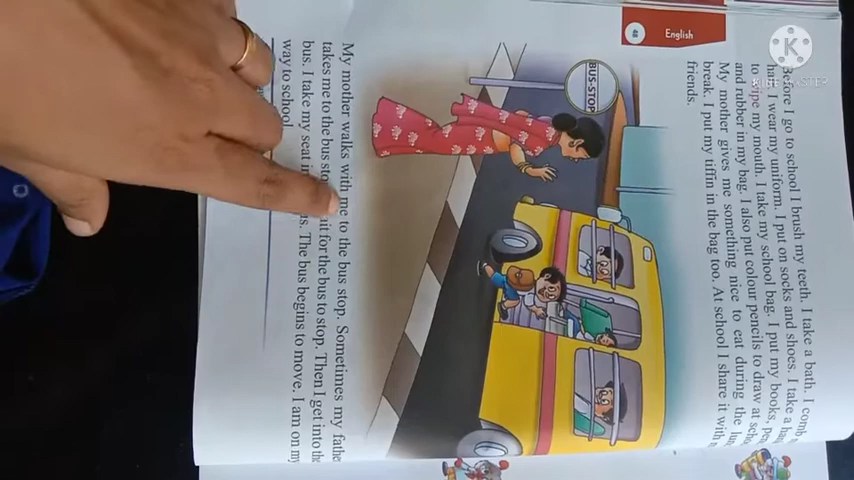 English
Before I go to school I brush my teeth. I take a bath. I comb
hair. I wear my uniform. I put on socks and shoes. I take a
to wipe my mouth. I take my school bag. I put my books,
and rubber in my bag. I also put colour pencils to draw at
My mother gives me something nice to eat during the
break. I put my tiffin in the bag too. At school I share it with
friends.
BUS-STOP
My mother walks with me to the bus stop. Sometimes my
takes me to the bus for the bus to stop. Then I get into
bus. I take my seat The bus begins to move. I am on my
way to school.
KINEMASTER